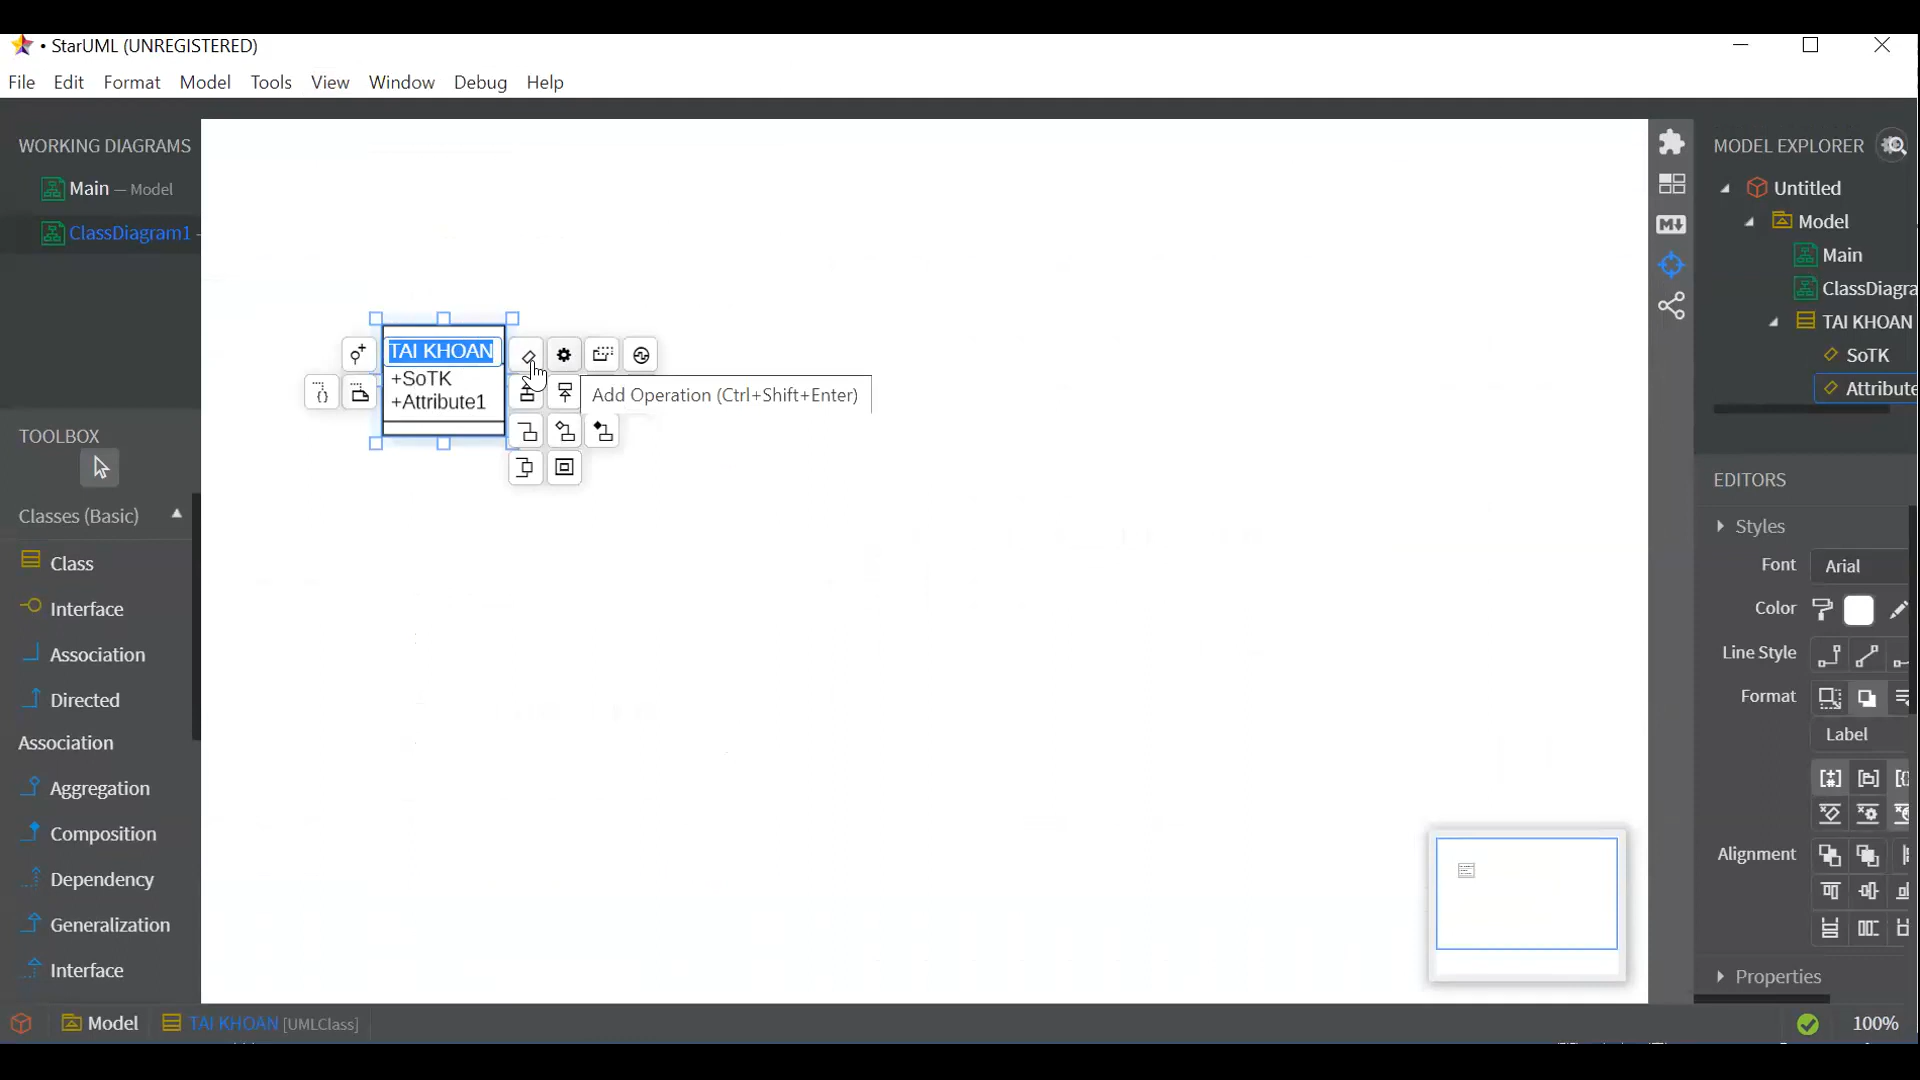 • StarUML (UNREGISTERED)
File Edit Format Model Tools View Window Debug Help
WORKING DIAGRAMS
Main — Model
ClassDiagram1 -
TOOLBOX
Classes (Basic)
Class
Interface
Association
Directed
Association
Aggregation
Composition
Dependency
Generalization
Interface
TAI KHOAN
+SoTK
+Attribute1
Add Operation (Ctrl+Shift+Enter)
MODEL EXPLORER
Untitled
Model
Main
ClassDiagra
TAI KHOAN
SoTK
Attribute
EDITORS
Styles
Font Arial
Color
Line Style
Format
Label
Alignment
Properties
Model TAI KHOAN [UMLClass]
100%